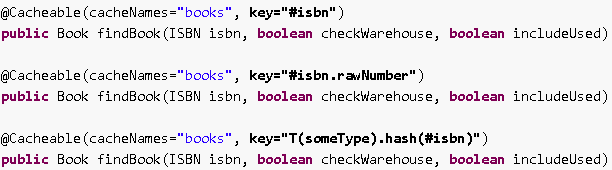 @Cacheable(cacheNames="books", key="#isbn")
public Book findBook(ISBN isbn, boolean checkWarehouse, boolean includeUsed)
@Cacheable(cacheNames="books", key="#isbn.rawNumber")
public Book findBook(ISBN isbn, boolean checkWarehouse, boolean includeUsed)
@Cacheable(cacheNames="books", key="T(someType).hash(#isbn)")
public Book findBook(ISBN isbn, boolean checkWarehouse, boolean includeUsed)